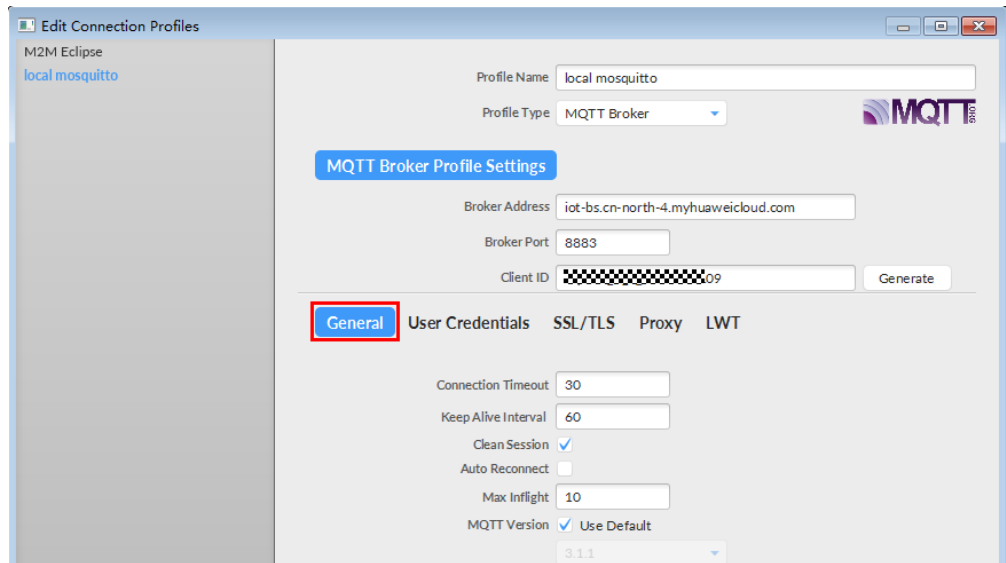 Edit Connection Profiles
M2M Eclipse
local mosquitto
Profile Name local mosquitto
Profile Type MQTT Broker
MQTT
ORG
MQTT Broker Profile Settings
Broker Address iot-bs.cn-north-4.myhuaweicloud.com
Broker Port 8883
Client ID 09 Generate
General User Credentials SSL/TLS Proxy LWT
Connection Timeout 30
Keep Alive Interval 60
Clean Session
Auto Reconnect
Max Inflight 10
MQTT Version Use Default
3.1.1